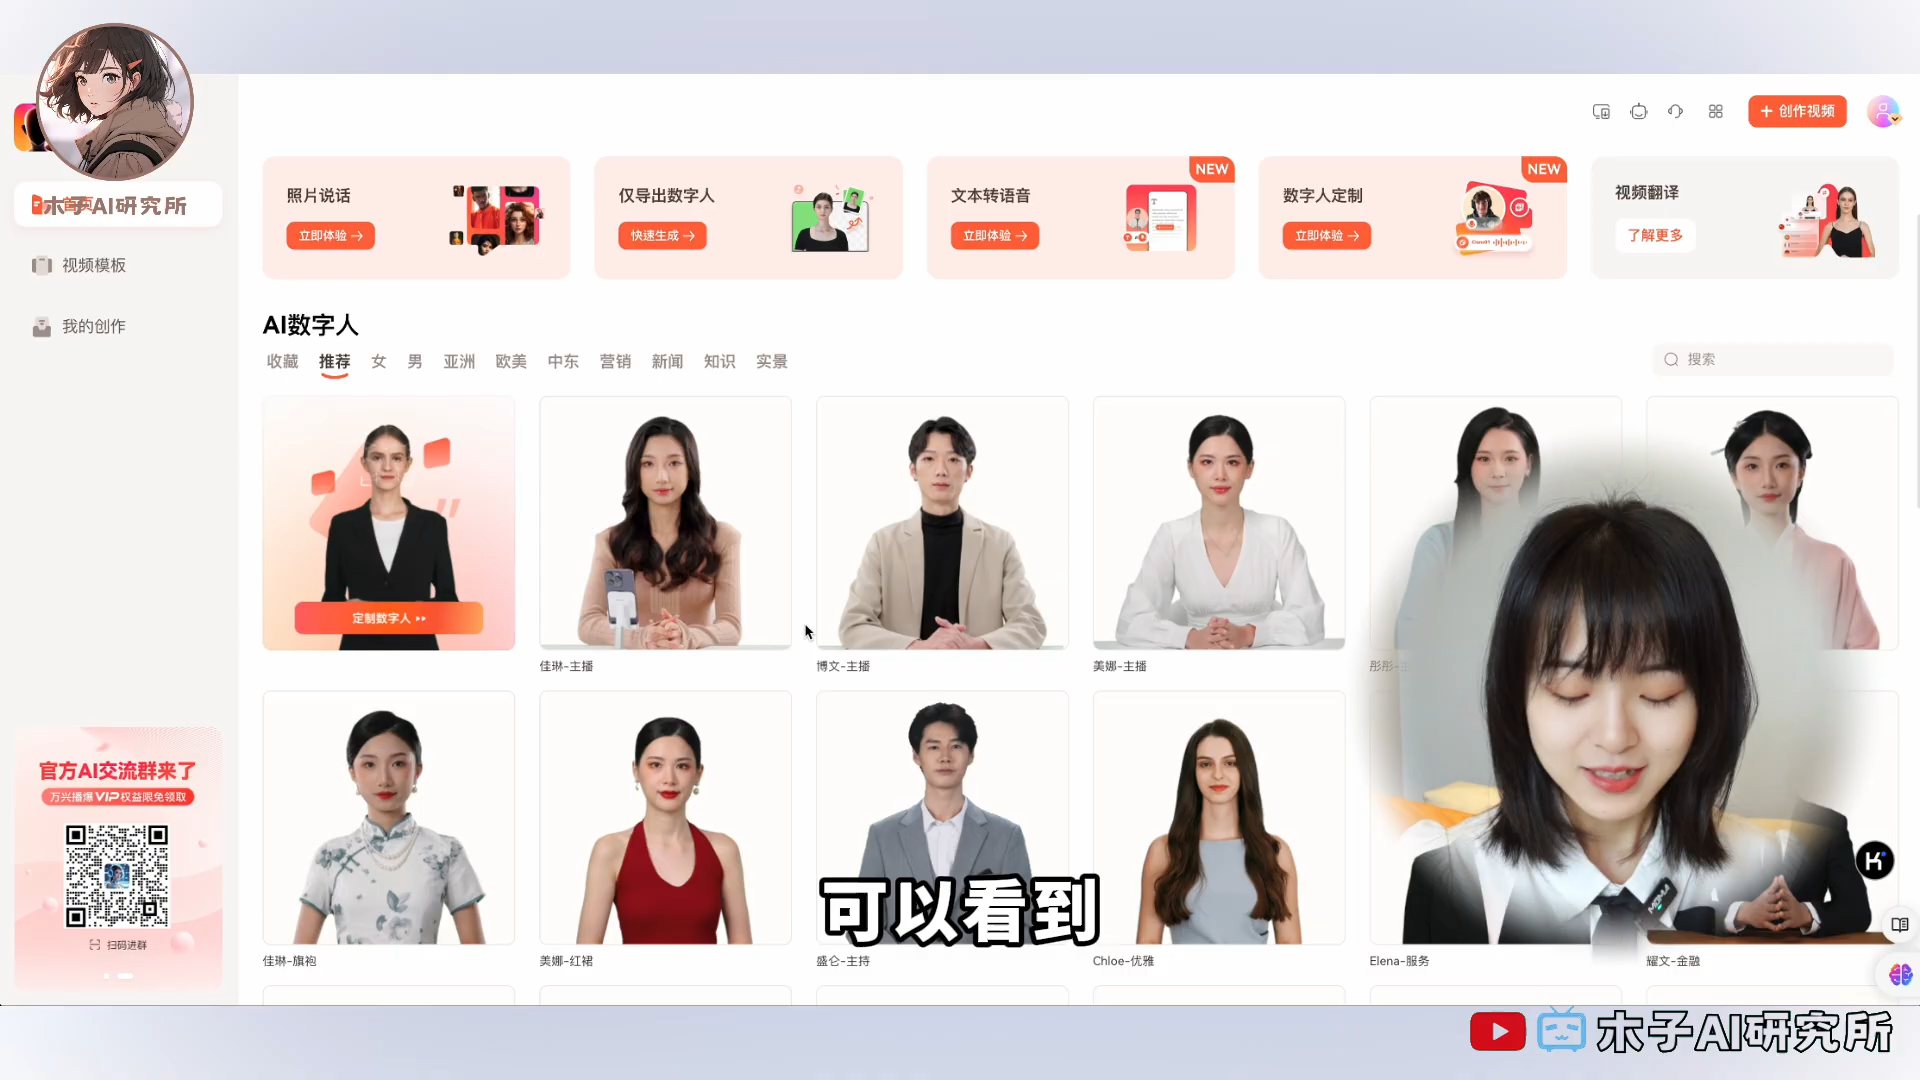 木子AI研究所
首页
视频模板
我的创作
创作视频
照片说话
立即体验
仅导出数字人
快速生成
NEW
文本转语音
立即体验
NEW
数字人定制
立即体验
视频翻译
了解更多
AI数字人
收藏 推荐 女 男 亚洲 欧美 中东 营销 新闻 知识 实景
搜索
定制数字人
佳琳-主播
博文-主播
美娜-主播
彤彤-
佳琳-旗袍
美娜-红裙
盛仑-主持
Chloe-优雅
Elena-服务
耀文-金融
官方AI交流群来了
万兴播爆VIP权益限免领取
扫码进群
可以看到
木子AI研究所